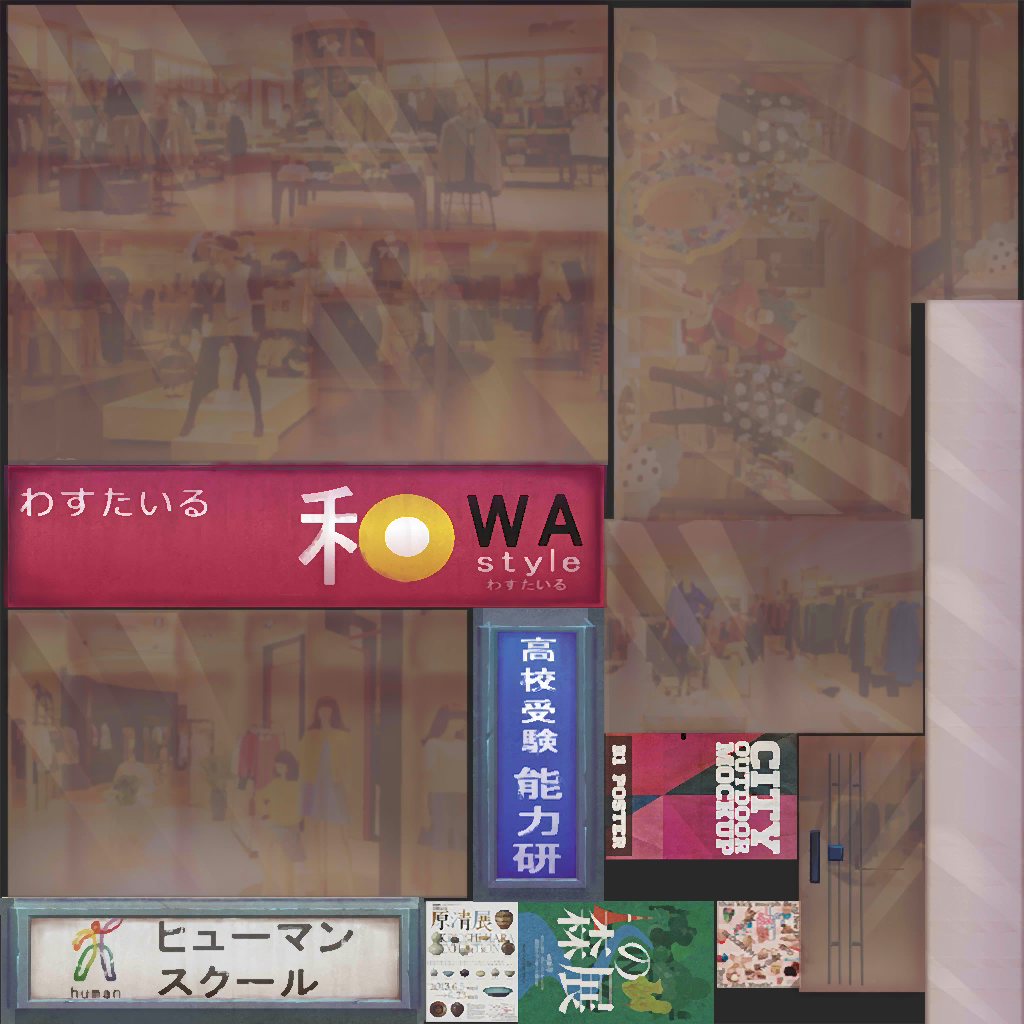 わすたいる
和
WA
style
わすたいる
高校受験 能力研
CITY
OUTDOOR
MOCKUP
BI POSTER
human
ヒューマン
スクール
原清展
の森展